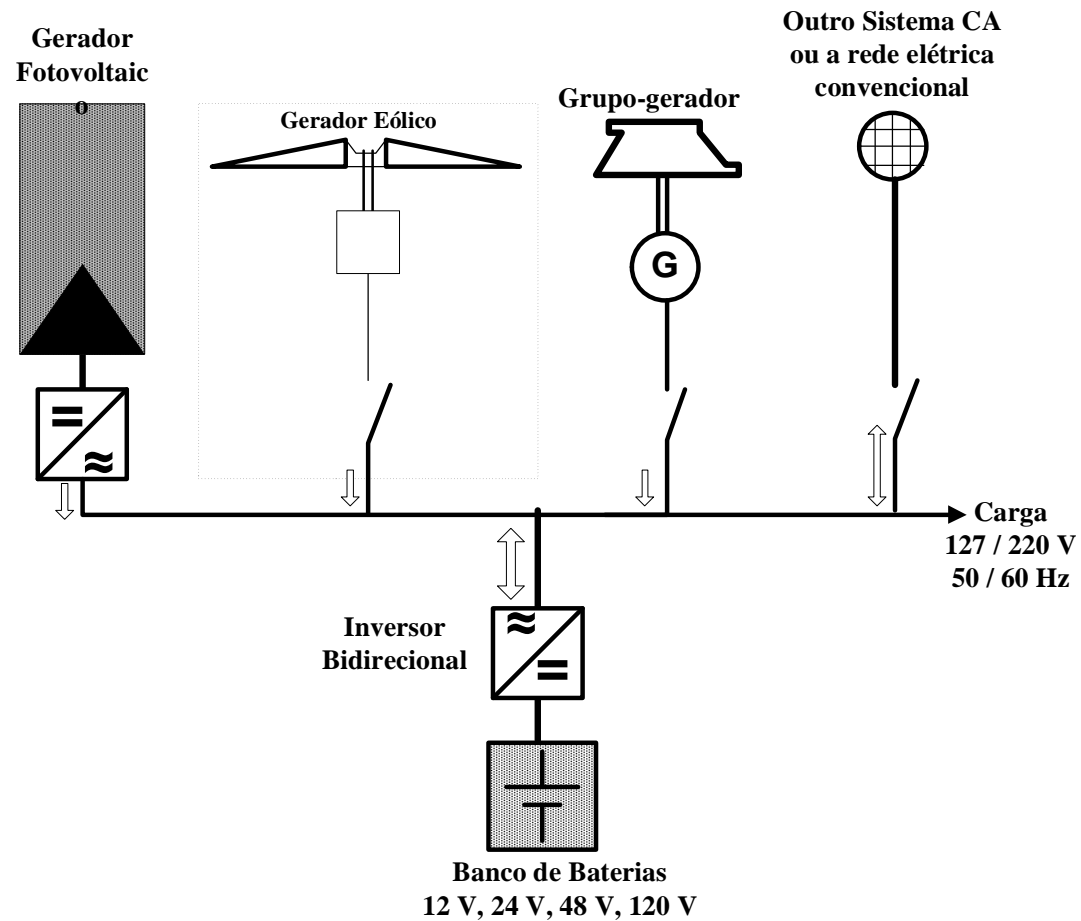 Gerador
Fotovoltaic
o
Gerador Eólico
Grupo-gerador
Outro Sistema CA
ou a rede elétrica
convencional
G
Carga
127 / 220 V
50 / 60 Hz
Inversor
Bidirecional
Banco de Baterias
12 V, 24 V, 48 V, 120 V